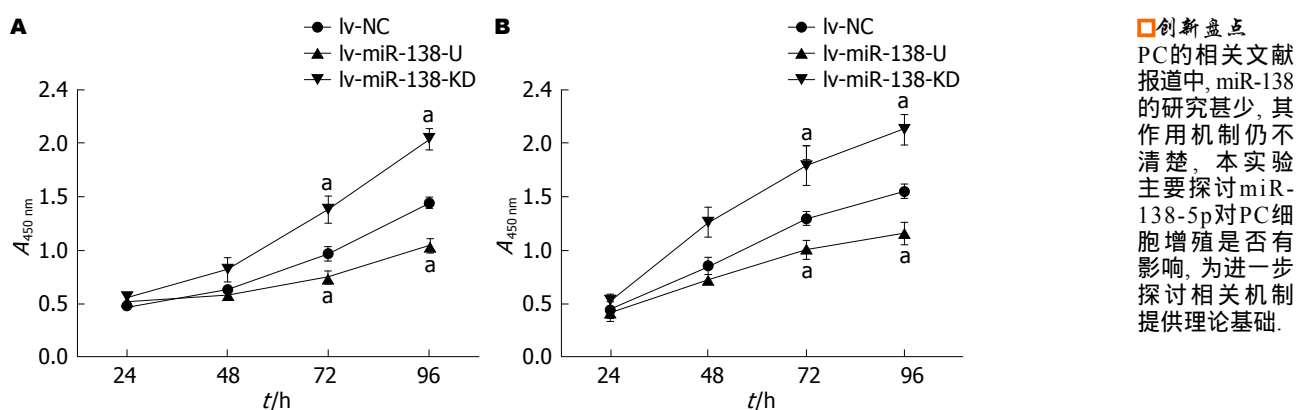 A
lv-NC
lv-miR-138-U
lv-miR-138-KD
2.4
2.0
1.5
1.0
0.5
0.0
A450 nm
a
a
a
a
24
48
72
96
t/h
B
lv-NC
lv-miR-138-U
lv-miR-138-KD
2.4
2.0
1.5
1.0
0.5
0.0
A450 nm
a
a
a
a
24
48
72
96
t/h
创新盘点
PC的相关文献
报道中, miR-138
的研究甚少, 其
作用机制仍不
清楚, 本实验
主要探讨miR-
138-5p对PC细
胞增殖是否有
影响, 为进一步
探讨相关机制
提供理论基础.